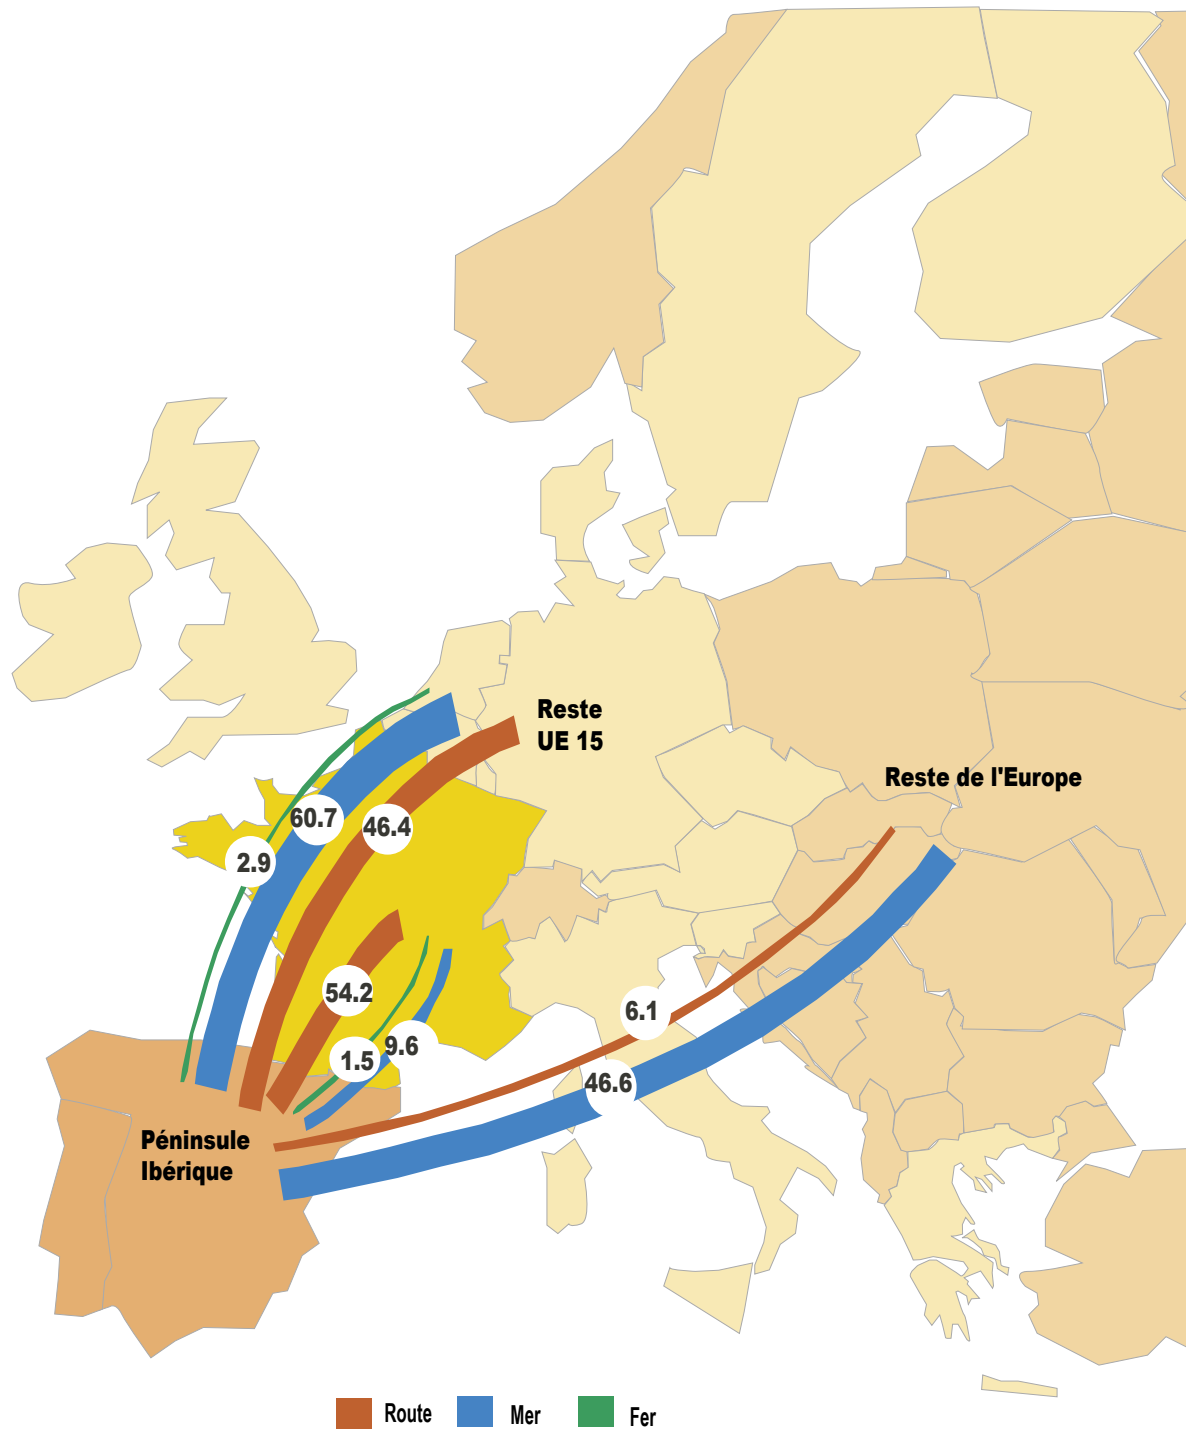 Reste
UE 15
Reste de l'Europe
60.7
46.4
2.9
54.2
6.1
9.6
1.5
46.6
Péninsule
Ibérique
Route
Mer
Fer